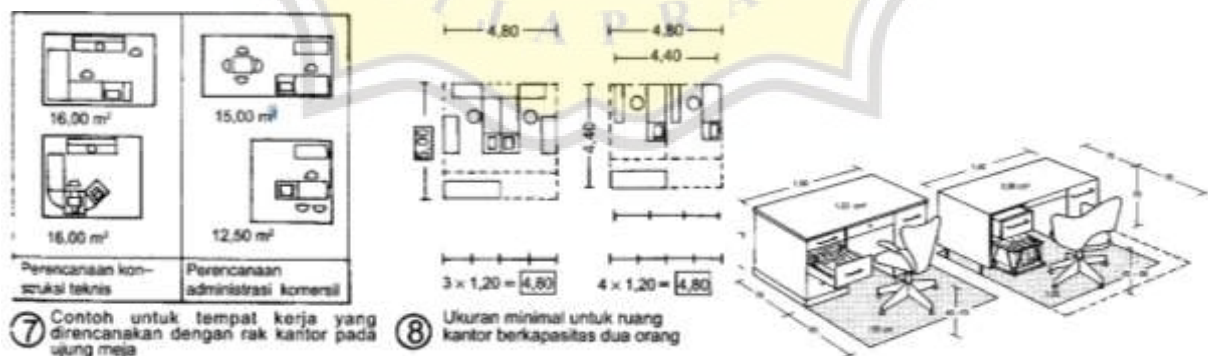 IJAPRA
16,00 m²
15,00 m²
16,00 m²
12,50 m²
Perencanaan kon-
struksi teknis
Perencanaan
administrasi komersil
7 Contoh untuk tempat kerja yang
direncanakan dengan rak kantor pada
ujung meja
4,80
5,00
3 x 1,20 = 4,80
4,80
4,40
4,40
4 x 1,20 = 4,80
8 Ukuran minimal untuk ruang
kantor berkapasitas dua orang